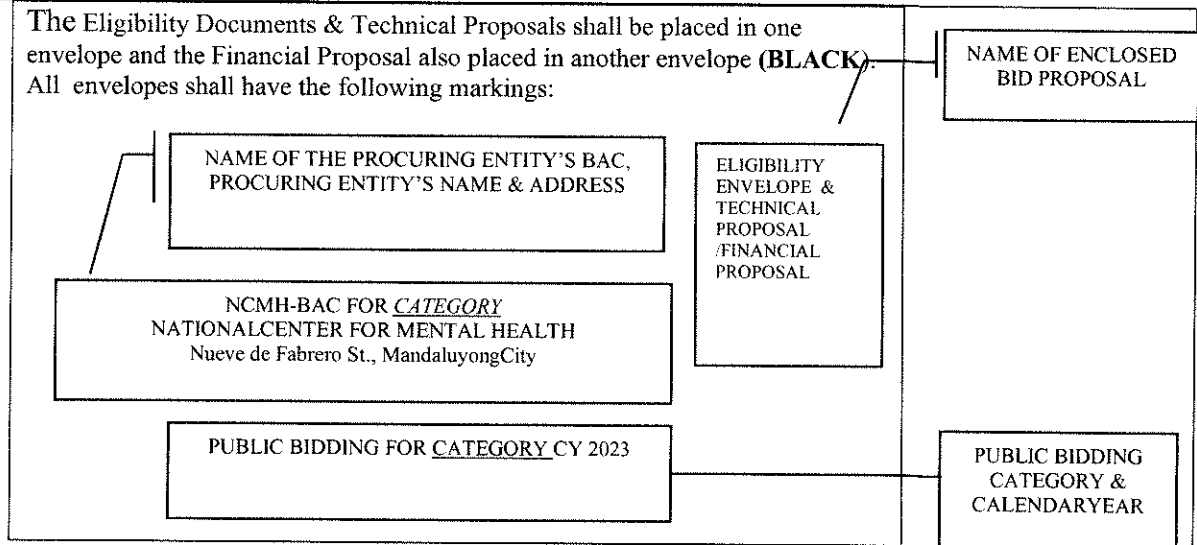 The Eligibility Documents & Technical Proposals shall be placed in one
envelope and the Financial Proposal also placed in another envelope (BLACK).
All envelopes shall have the following markings:
NAME OF ENCLOSED
BID PROPOSAL
NAME OF THE PROCURING ENTITY'S BAC,
PROCURING ENTITY'S NAME & ADDRESS
ELIGIBILITY
ENVELOPE &
TECHNICAL
PROPOSAL
/FINANCIAL
PROPOSAL
NCMH-BAC FOR CATEGORY
NATIONALCENTER FOR MENTAL HEALTH
Nueve de Fabrero St., MandaluyongCity
PUBLIC BIDDING FOR CATEGORY CY 2023
PUBLIC BIDDING
CATEGORY &
CALENDARYEAR